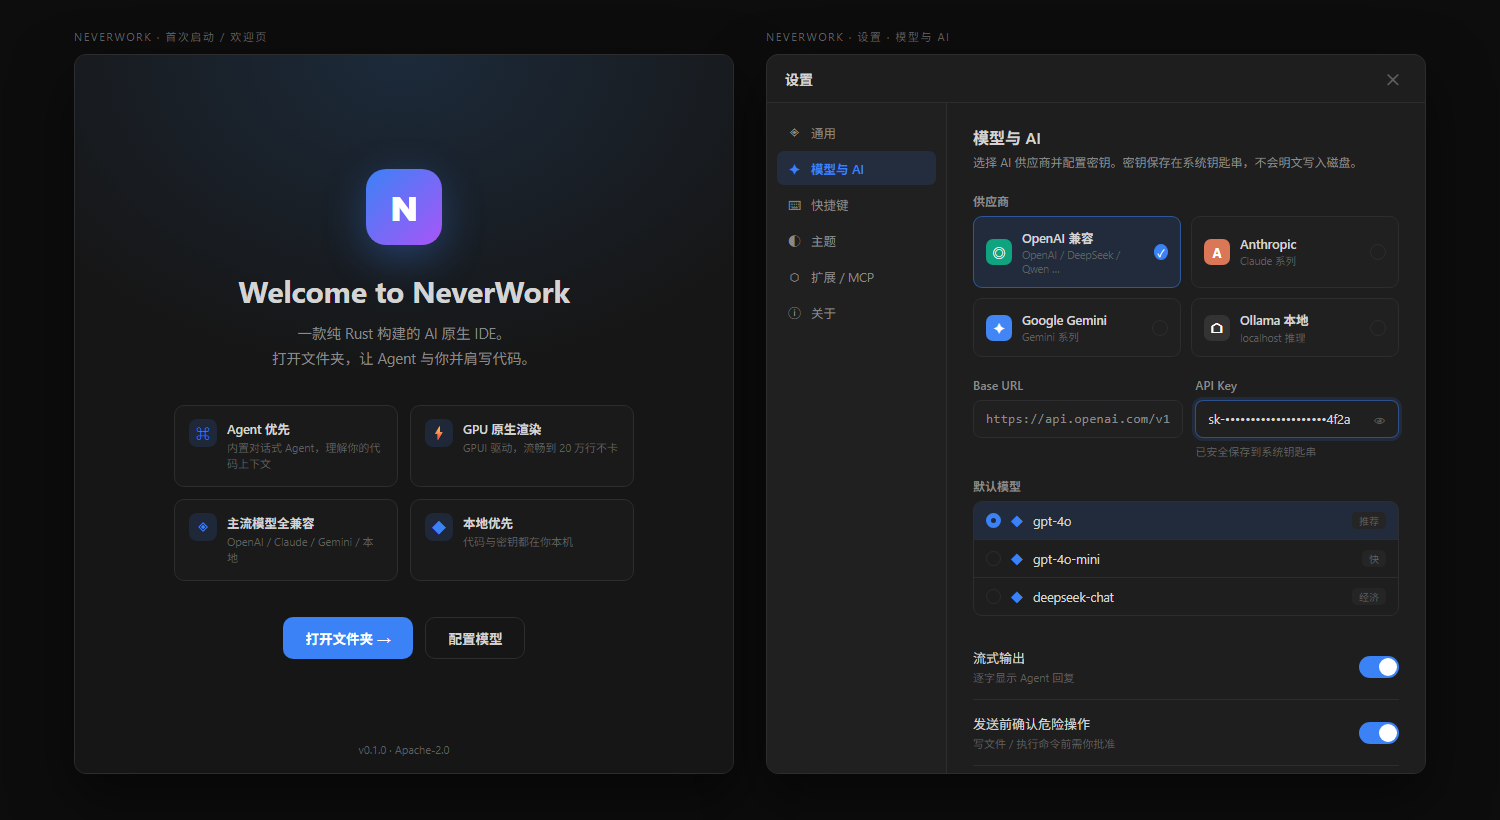 NEVERWORK · 首次启动 / 欢迎页
N
Welcome to NeverWork
一款纯 Rust 构建的 AI 原生 IDE。
打开文件夹，让 Agent 与你并肩写代码。
Agent 优先
内置对话式 Agent，理解你的代
码上下文
GPU 原生渲染
GPUI 驱动，流畅到 20 万行不卡
主流模型全兼容
OpenAI / Claude / Gemini / 本
地
本地优先
代码与密钥都在你本机
打开文件夹 →
配置模型
v0.1.0 · Apache-2.0
NEVERWORK · 设置 · 模型与 AI
设置
通用
模型与 AI
快捷键
主题
扩展 / MCP
关于
模型与 AI
选择 AI 供应商并配置密钥。密钥保存在系统钥匙串，不会明文写入磁盘。
供应商
OpenAI 兼容
OpenAI / DeepSeek /
Qwen ...
A
Anthropic
Claude 系列
Google Gemini
Gemini 系列
Ollama 本地
localhost 推理
Base URL
https://api.openai.com/v1
API Key
sk-••••••••••••••••••••4f2a
已安全保存到系统钥匙串
默认模型
gpt-4o
推荐
gpt-4o-mini
快
deepseek-chat
经济
流式输出
逐字显示 Agent 回复
发送前确认危险操作
写文件 / 执行命令前需你批准